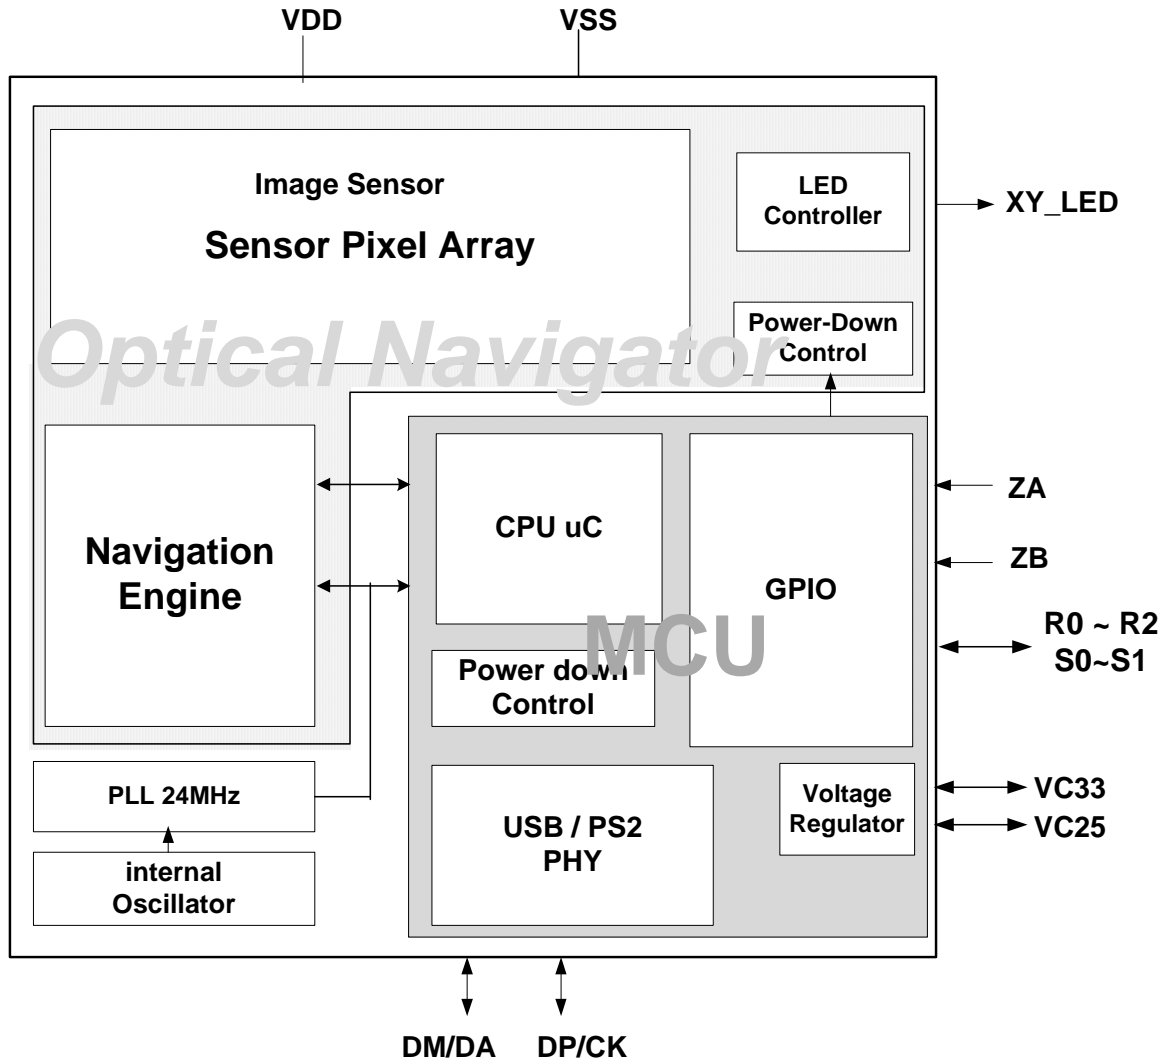 VDD
VSS
Image Sensor
Sensor Pixel Array
LED
Controller
XY_LED
Power-Down
Control
Optical Navigator
Navigation
Engine
CPU uC
GPIO
ZA
ZB
R0 ~ R2
S0~S1
MCU
Power down
Control
PLL 24MHz
internal
Oscillator
USB / PS2
PHY
Voltage
Regulator
VC33
VC25
DM/DA
DP/CK